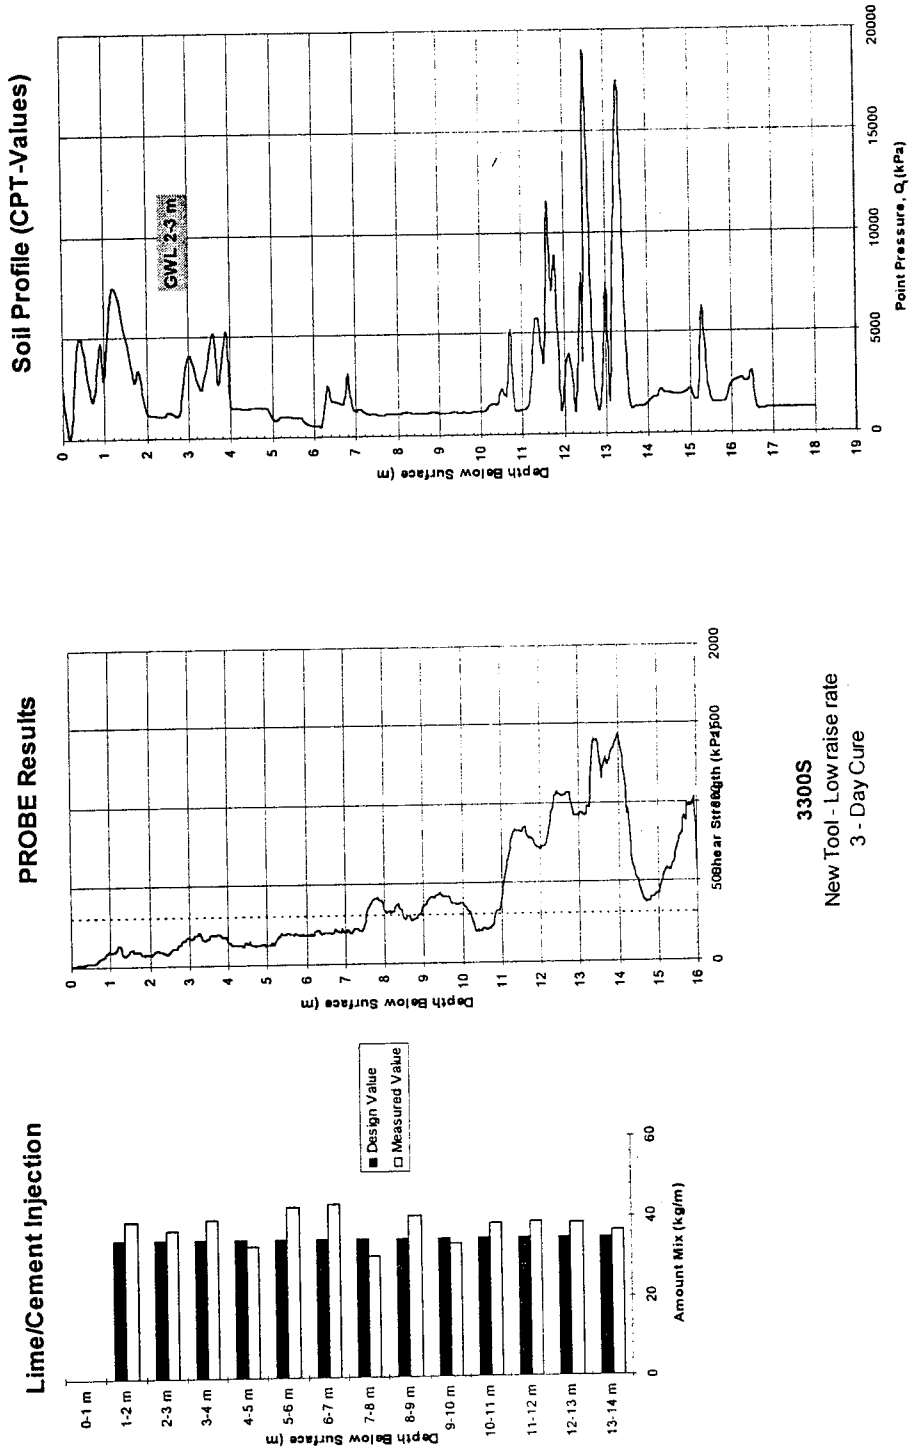 Lime/Cement Injection
0-1 m
1-2 m
2-3 m
3-4 m
4-5 m
5-6 m
6-7 m
7-8 m
8-9 m
9-10 m
10-11 m
11-12 m
12-13 m
13-14 m
Depth Below Surface (m
0 20 40 60
Amount Mix (kg/m)
Design Value
Measured Value
PROBE Results
0
1
2
3
4
5
6
7
8
9
10
11
12
13
14
15
16
Depth Below Surface (m
0 500 2000
Shear Strength (kPa)
3300S
New Tool - Low raise rate
3 - Day Cure
Soil Profile (CPT-Values)
GWL 2-3 m
0
1
2
3
4
5
6
7
8
9
10
11
12
13
14
15
16
17
18
19
Depth Below Surface (m
0 5000 10000 15000 20000
Point Pressure, Qt (kPa)